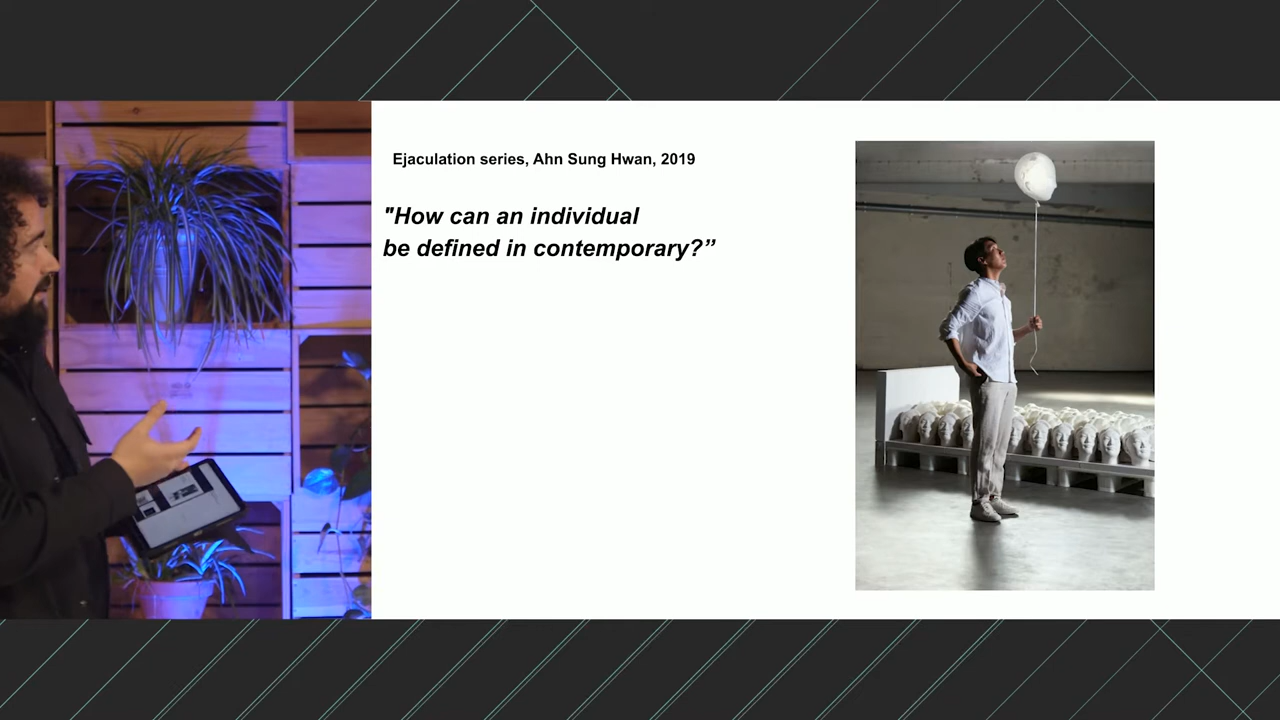 Ejaculation series, Ahn Sung Hwan, 2019
"How can an individual
be defined in contemporary?”